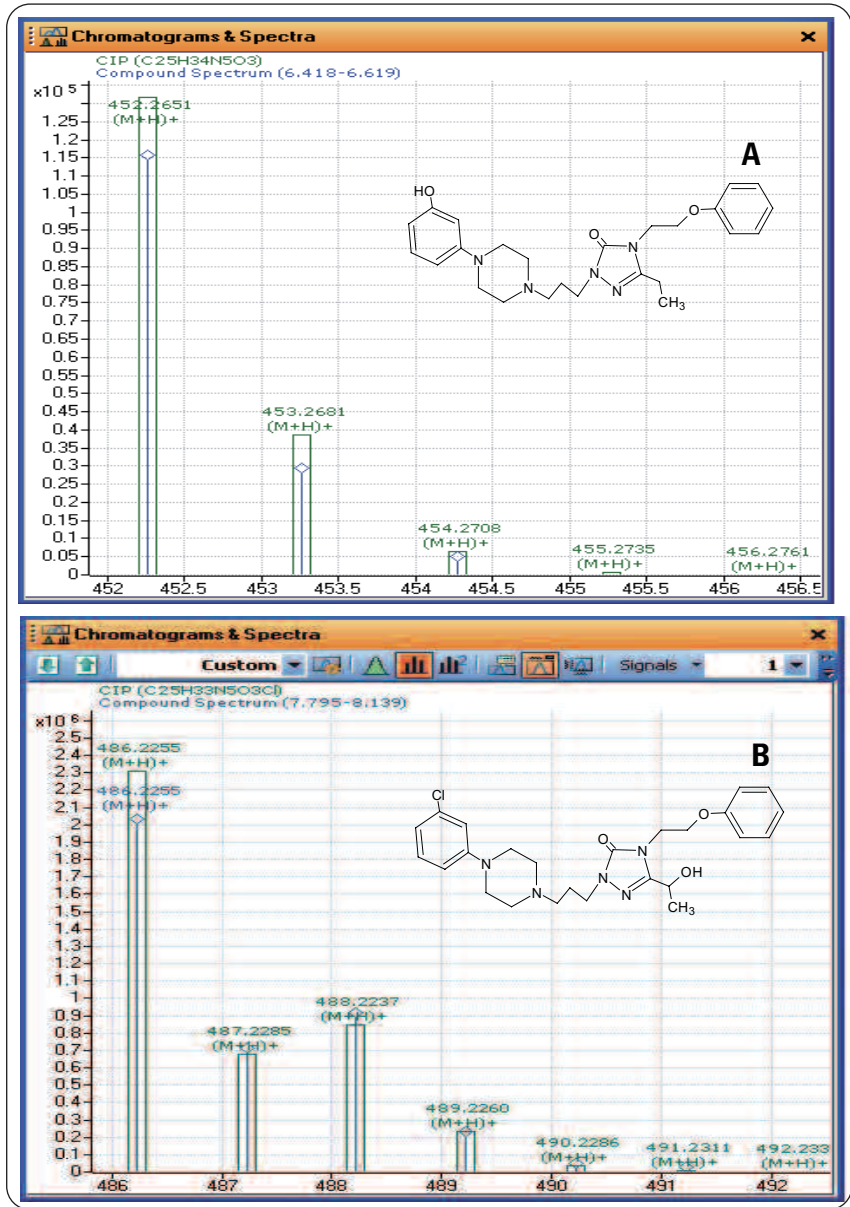 Chromatograms & Spectra
CIP (C25H34N5O3)
Compound Spectrum (6.418-6.619)
x10 5
1.25
1.2
1.15
1.1
1.05
1
0.95
0.9
0.85
0.8
0.75
0.7
0.65
0.6
0.55
0.5
0.45
0.4
0.35
0.3
0.25
0.2
0.15
0.1
0.05
0
452.2651
(M+H)+
453.2681
(M+H)+
454.2708
(M+H)+
455.2735
(M+H)+
456.2761
(M+H)+
A
HO
N
N
O
N
N
N
O
CH3
452 452.5 453 453.5 454 454.5 455 455.5 456 456.5
Chromatograms & Spectra
Custom Signals 1
CIP (C25H33N5O3Cl)
Compound Spectrum (7.795-8.139)
x10 6
2.5
2.4
2.3
2.2
2.1
2
1.9
1.8
1.7
1.6
1.5
1.4
1.3
1.2
1.1
1
0.9
0.8
0.7
0.6
0.5
0.4
0.3
0.2
0.1
0
486.2255
(M+H)+
486.2255
(M+H)+
487.2285
(M+H)+
488.2237
(M+H)+
489.2260
(M+H)+
490.2286
(M+H)+
491.2311
(M+H)+
492.233
(M+H)+
B
Cl
N
N
O
N
N
N
O
OH
CH3
486 487 488 489 490 491 492